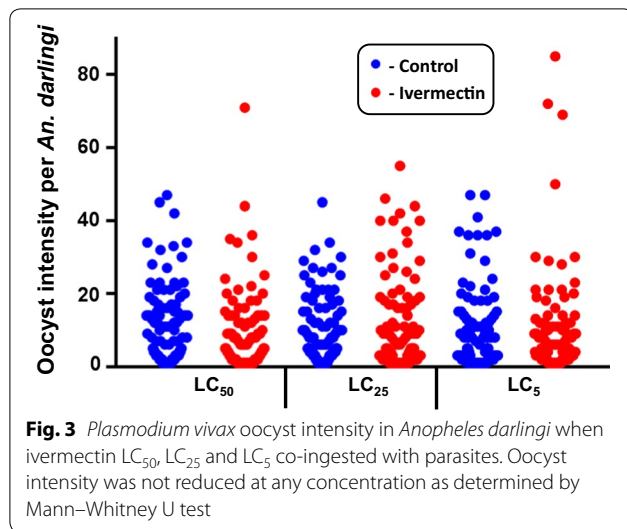 Oocyst intensity per An. darlingi
80
60
40
20
0
- Control
- Ivermectin
LC50
LC25
LC5
Fig. 3 Plasmodium vivax oocyst intensity in Anopheles darlingi when
ivermectin LC50, LC25 and LC5 co-ingested with parasites. Oocyst
intensity was not reduced at any concentration as determined by
Mann–Whitney U test